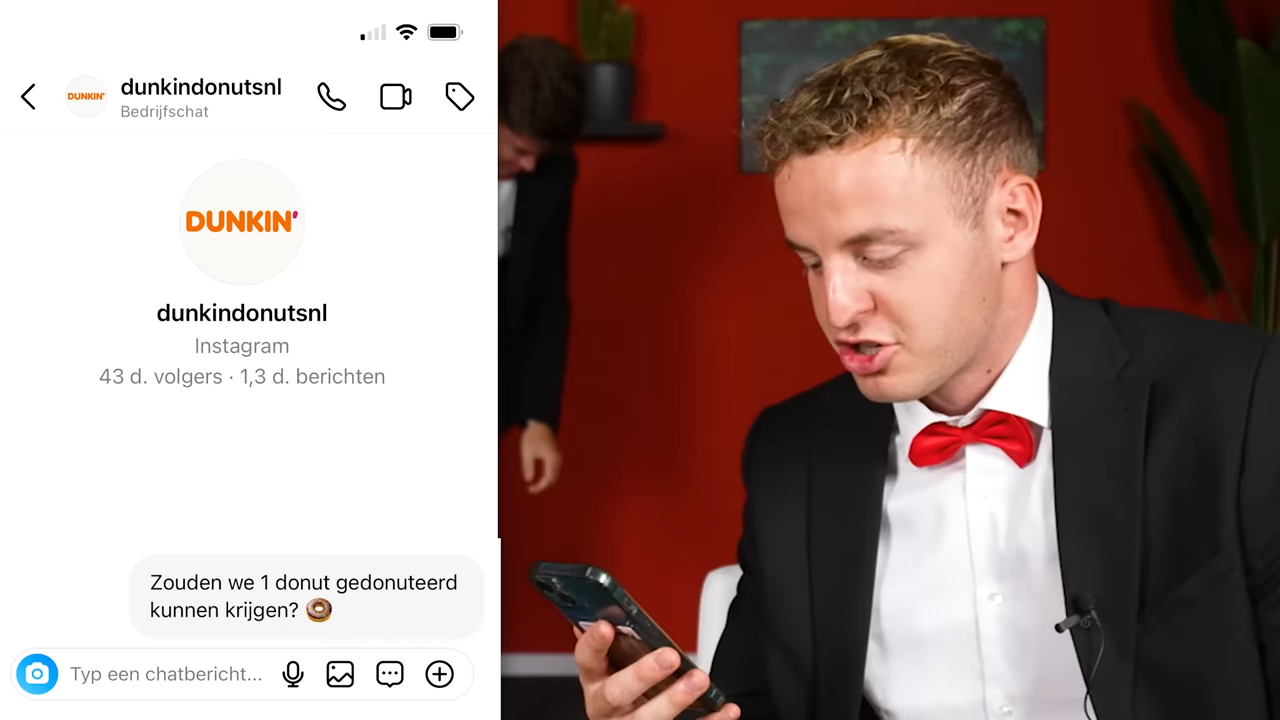 dunkindonutsnl
DUNKIN'
Bedrijfschat
DUNKIN'
dunkindonutsnl
Instagram
43 d. volgers · 1,3 d. berichten
Zouden we 1 donut gedonuteerd
kunnen krijgen? 🍩
Typ een chatbericht...